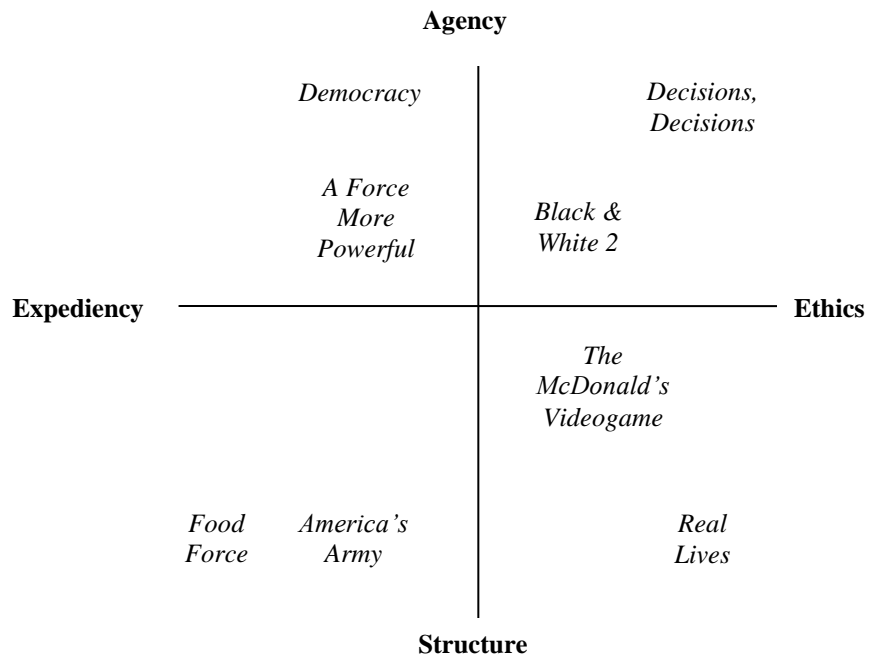 Agency
Democracy
Decisions,
Decisions
A Force
More
Powerful
Black &
White 2
Expediency
Ethics
The
McDonald’s
Videogame
Food
Force
America’s
Army
Real
Lives
Structure